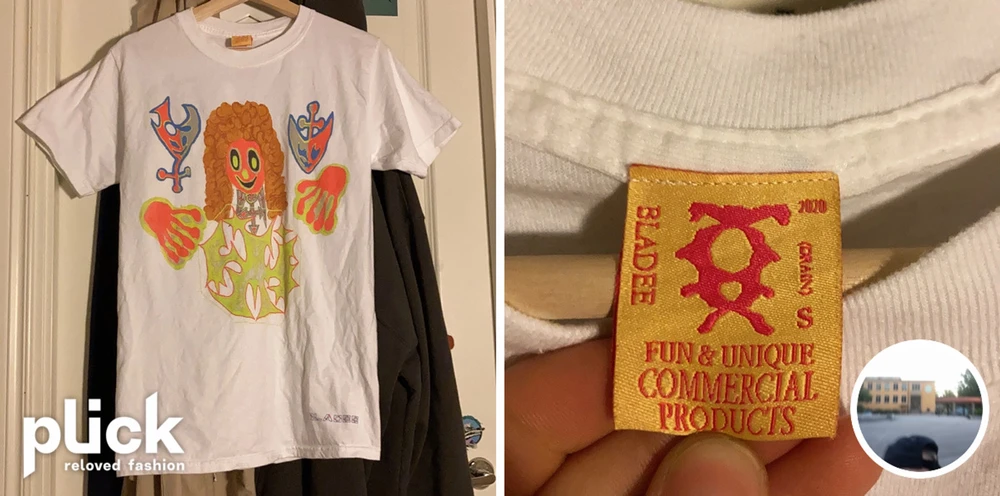 plick
reloved fashion
BLADEE
2020
(DRAIN)
S
FUN & UNIQUE
COMMERCIAL
PRODUCTS